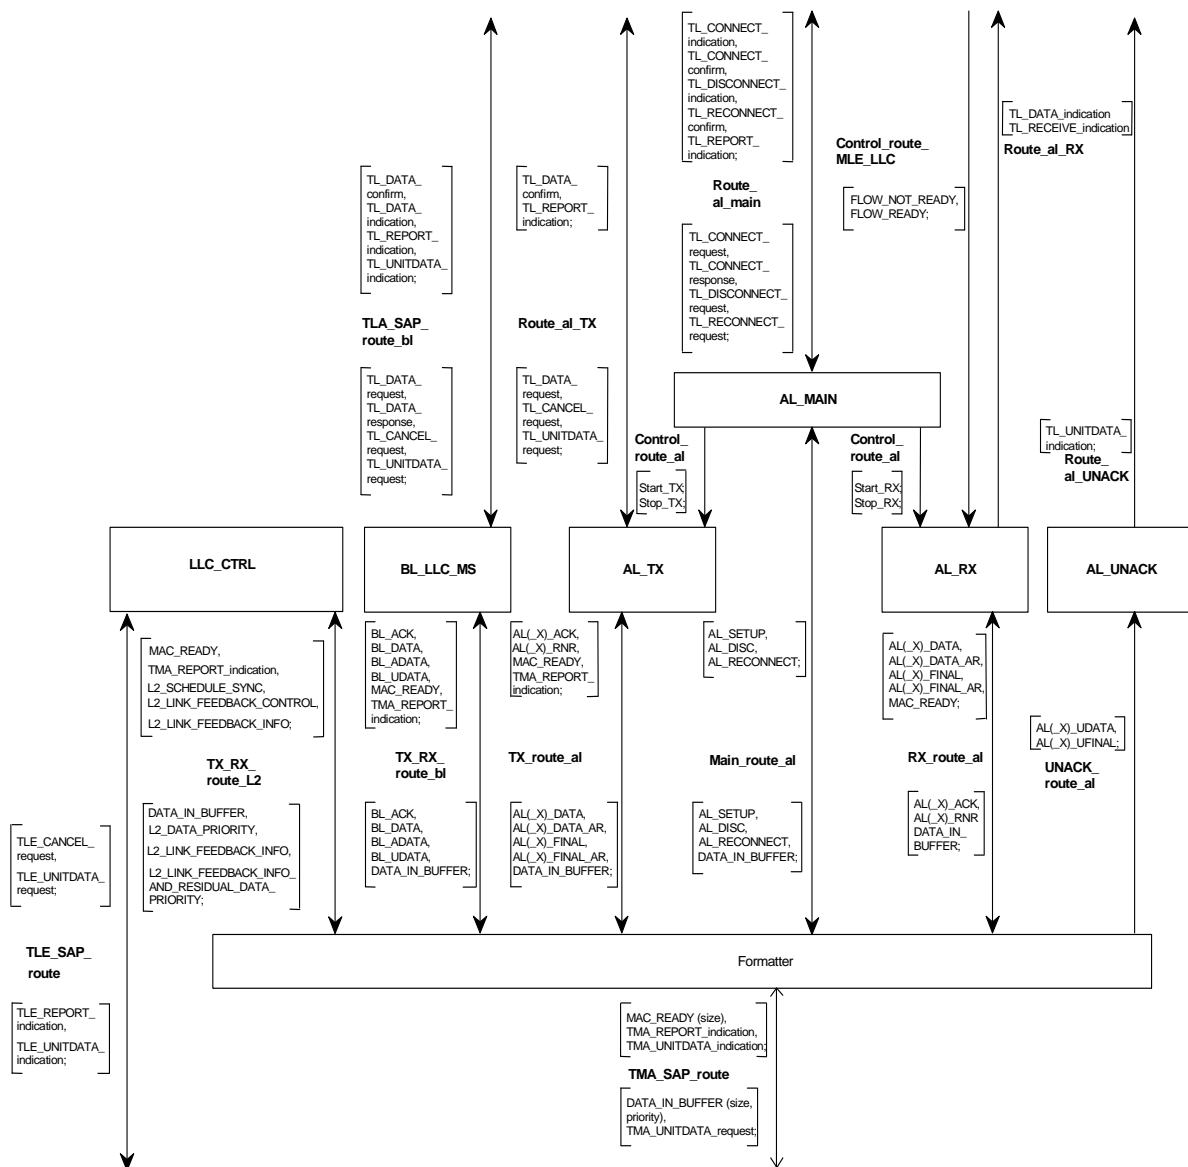 TL_CONNECT_
indication,
TL_CONNECT_
confirm,
TL_DISCONNECT_
indication,
TL_RECONNECT_
confirm,
TL_REPORT_
indication;
Control_route_
MLE_LLC
TL_DATA_indication
TL_RECEIVE_indication
Route_al_RX
TL_DATA_
confirm,
TL_DATA_
indication,
TL_REPORT_
indication,
TL_UNITDATA_
indication;
TL_DATA_
confirm,
TL_REPORT_
indication;
Route_
al_main
FLOW_NOT_READY,
FLOW_READY;
TL_CONNECT_
request,
TL_CONNECT_
response,
TL_DISCONNECT_
request,
TL_RECONNECT_
request;
TLA_SAP_
route_bl
Route_al_TX
TL_DATA_
request,
TL_DATA_
response,
TL_CANCEL_
request,
TL_UNITDATA_
request;
TL_DATA_
request,
TL_CANCEL_
request,
TL_UNITDATA_
request;
AL_MAIN
Control_
route_al
Start_TX;
Stop_TX;
Control_
route_al
Start_RX;
Stop_RX;
TL_UNITDATA_
indication;
Route_
al_UNACK
LLC_CTRL
BL_LLC_MS
AL_TX
AL_RX
AL_UNACK
MAC_READY,
TMA_REPORT_indication,
L2_SCHEDULE_SYNC,
L2_LINK_FEEDBACK_CONTROL,
L2_LINK_FEEDBACK_INFO;
BL_ACK,
BL_DATA,
BL_ADATA,
BL_UDATA,
MAC_READY,
TMA_REPORT_
indication;
AL(_X)_ACK,
AL(_X)_RNR,
MAC_READY,
TMA_REPORT_
indication;
AL_SETUP,
AL_DISC,
AL_RECONNECT;
AL(_X)_DATA,
AL(_X)_DATA_AR,
AL(_X)_FINAL,
AL(_X)_FINAL_AR,
MAC_READY;
AL(_X)_UDATA,
AL(_X)_UFINAL;
TX_RX_
route_L2
TX_RX_
route_bl
TX_route_al
Main_route_al
RX_route_al
UNACK_
route_al
DATA_IN_BUFFER,
L2_DATA_PRIORITY,
L2_LINK_FEEDBACK_INFO,
L2_LINK_FEEDBACK_INFO_
AND_RESIDUAL_DATA_
PRIORITY;
BL_ACK,
BL_DATA,
BL_ADATA,
BL_UDATA,
DATA_IN_BUFFER;
AL(_X)_DATA,
AL(_X)_DATA_AR,
AL(_X)_FINAL,
AL(_X)_FINAL_AR,
DATA_IN_BUFFER;
AL_SETUP,
AL_DISC,
AL_RECONNECT,
DATA_IN_BUFFER;
AL(_X)_ACK,
AL(_X)_RNR
DATA_IN_
BUFFER;
TLE_CANCEL_
request,
TLE_UNITDATA_
request;
TLE_SAP_
route
TLE_REPORT_
indication,
TLE_UNITDATA_
indication;
Formatter
MAC_READY (size),
TMA_REPORT_indication,
TMA_UNITDATA_indication;
TMA_SAP_route
DATA_IN_BUFFER (size,
priority),
TMA_UNITDATA_request;